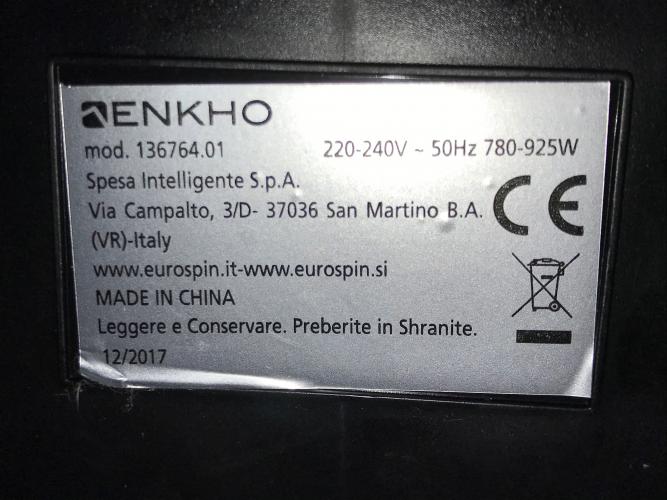 ENKHO
mod. 136764.01 220-240V ~ 50Hz 780-925W
Spesa Intelligente S.p.A.
Via Campalto, 3/D- 37036 San Martino B.A.
(VR)-Italy
www.eurospin.it-www.eurospin.si
MADE IN CHINA
Leggere e Conservare. Preberite in Shranite.
12/2017
CE